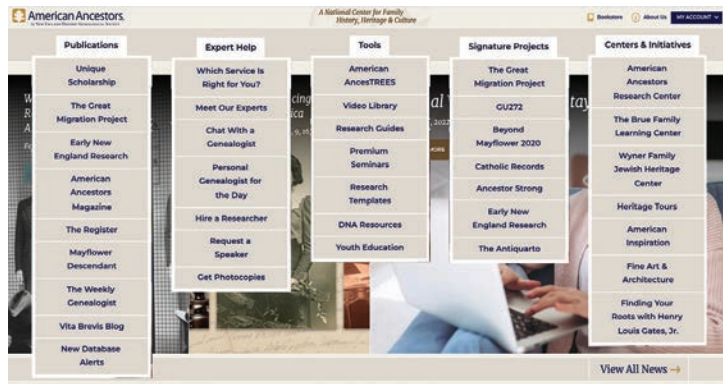 American Ancestors
A National Center for Family
History, Heritage & Culture
Bookstore
About Us
MY ACCOUNT
Publications
Unique
Scholarship
The Great
Migration Project
Early New
England Research
American
Ancestors
Magazine
The Register
Mayflower
Descendant
The Weekly
Genealogist
Vita Brevis Blog
New Database
Alerts
Expert Help
Which Service Is
Right for You?
Meet Our Experts
Chat With a
Genealogist
Personal
Genealogist for
the Day
Hire a Researcher
Request a
Speaker
Get Photocopies
Tools
American
AncesTREES
Video Library
Research Guides
Premium
Seminars
Research
Templates
DNA Resources
Youth Education
Signature Projects
The Great
Migration Project
GU272
Beyond
Mayflower 2020
Catholic Records
Ancestor Strong
Early New
England Research
The Antiquarto
Centers & Initiatives
American
Ancestors
Research Center
The Brue Family
Learning Center
Wyner Family
Jewish Heritage
Center
Heritage Tours
American
Inspiration
Fine Art &
Architecture
Finding Your
Roots with Henry
Louis Gates, Jr.
View All News →